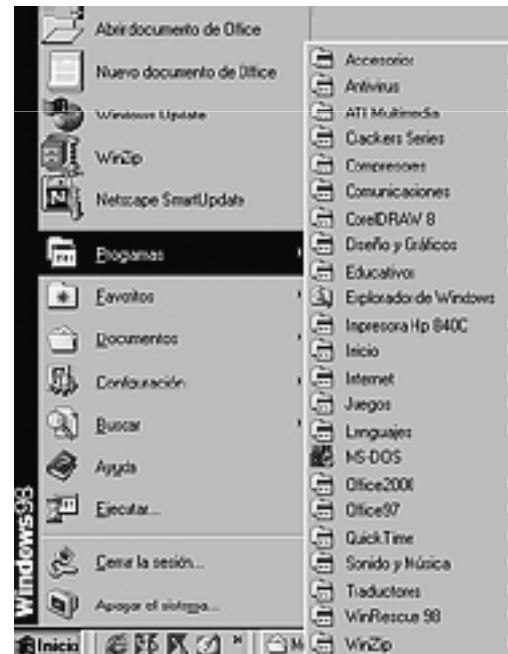 Abrir documento de Office
Nuevo documento de Office
Windows Update
WinZip
Netscape SmartUpdate
Programas
Favoritos
Documentos
Configuración
Buscar
Ayuda
Ejecutar...
Cerrar la sesión...
Apagar el sistema...
Windows98
Inicio
Accesorios
Antivirus
ATI Multimedia
Crackers Series
Compresores
Comunicaciones
CorelDRAW 8
Diseño y Gráficos
Educativos
Explorador de Windows
Impresora Hp 840C
Inicio
Internet
Juegos
Lenguajes
MS-DOS
Office2000
Office97
QuickTime
Sonido y Música
Traductores
WinRescue 98
WinZip